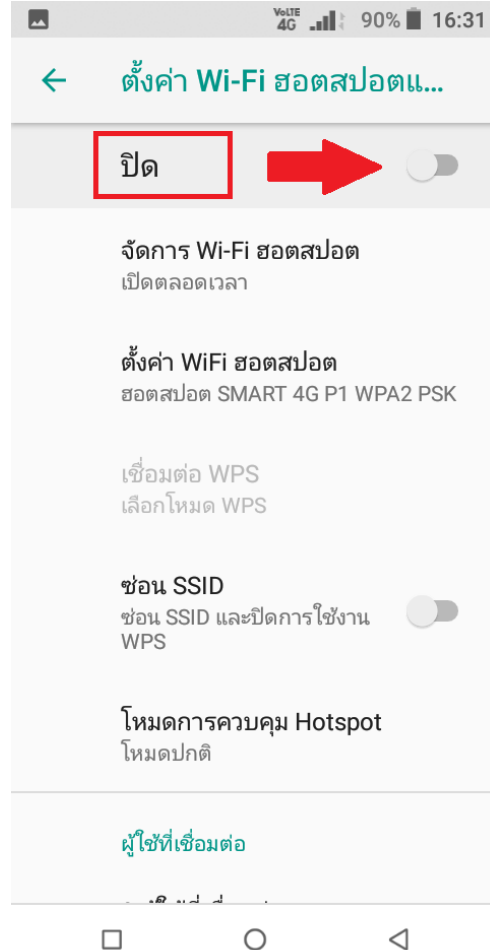 VoLTE
4G 90% 16:31
ตั้งค่า Wi-Fi ฮอตสปอตแ...
ปิด
จัดการ Wi-Fi ฮอตสปอต
เปิดตลอดเวลา
ตั้งค่า WiFi ฮอตสปอต
ฮอตสปอต SMART 4G P1 WPA2 PSK
เชื่อมต่อ WPS
เลือกโหมด WPS
ซ่อน SSID
ซ่อน SSID และปิดการใช้งาน
WPS
โหมดการควบคุม Hotspot
โหมดปกติ
ผู้ใช้ที่เชื่อมต่อ